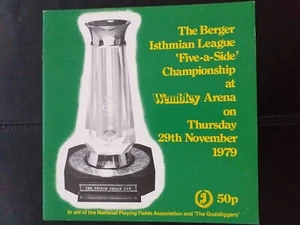 The Berger
Isthmian League
'Five-a-Side'
Championship
at
Wembley Arena
on
Thursday
29th November
1979
50p
In aid of the National Playing Fields Association and 'The Goaldiggers'